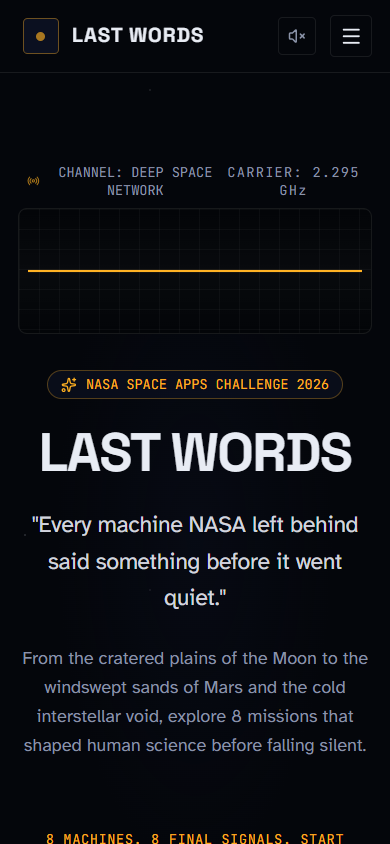 LAST WORDS
CHANNEL: DEEP SPACE NETWORK
CARRIER: 2.295 GHz
NASA SPACE APPS CHALLENGE 2026
LAST WORDS
"Every machine NASA left behind
said something before it went
quiet."
From the cratered plains of the Moon to the
windswept sands of Mars and the cold
interstellar void, explore 8 missions that
shaped human science before falling silent.
8 MACHINES. 8 FINAL SIGNALS. START